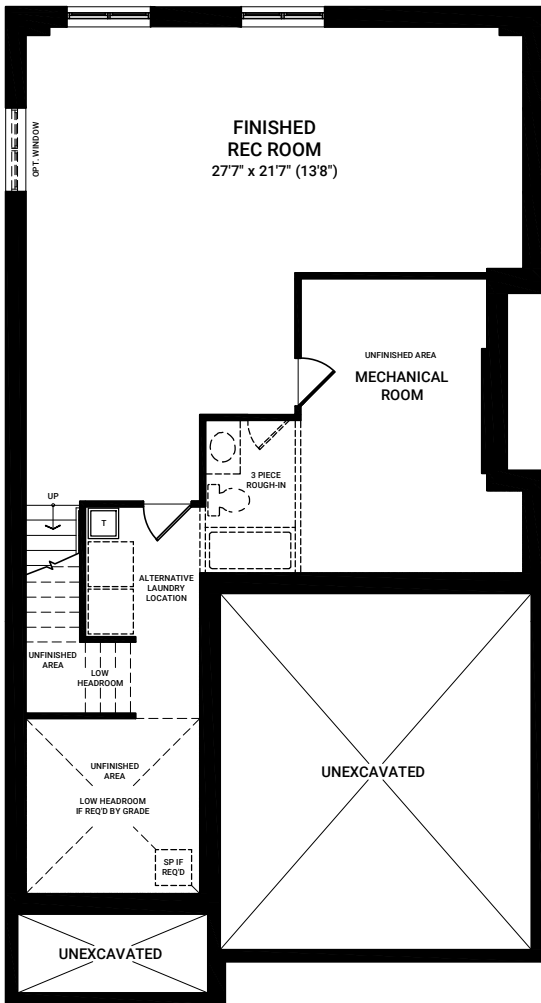 FINISHED
REC ROOM
27'7" x 21'7" (13'8")
OPT. WINDOW
UNFINISHED AREA
MECHANICAL
ROOM
3 PIECE
ROUGH-IN
UP
T
ALTERNATIVE
LAUNDRY
LOCATION
UNFINISHED
AREA
LOW
HEADROOM
UNFINISHED
AREA
LOW HEADROOM
IF REQ'D BY GRADE
SP IF
REQ'D
UNEXCAVATED
UNEXCAVATED